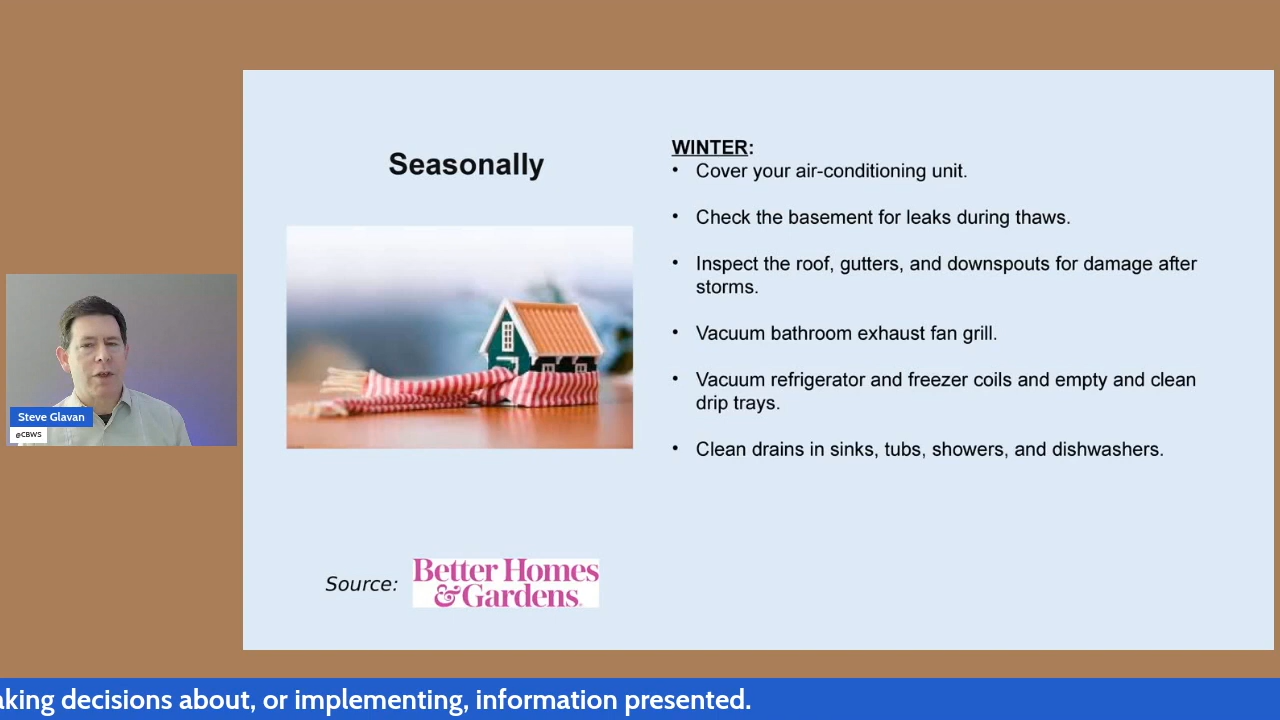 Seasonally
WINTER:
• Cover your air-conditioning unit.
• Check the basement for leaks during thaws.
• Inspect the roof, gutters, and downspouts for damage after
storms.
• Vacuum bathroom exhaust fan grill.
• Vacuum refrigerator and freezer coils and empty and clean
drip trays.
• Clean drains in sinks, tubs, showers, and dishwashers.
Steve Glavan
@CBWS
Source:
Better Homes
&Gardens.
aking decisions about, or implementing, information presented.